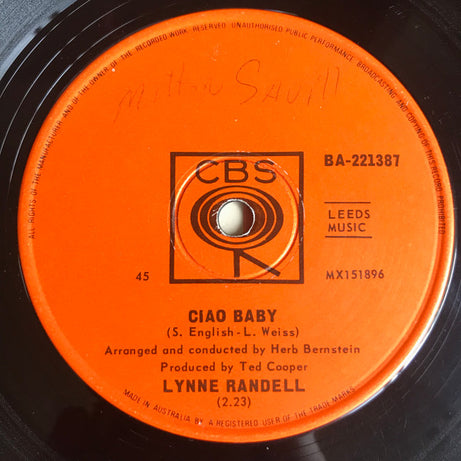 ALL RIGHTS OF THE MANUFACTURER AND OF THE OWNER OF THE RECORDED WORK RESERVED. UNAUTHORISED PUBLIC PERFORMANCE BROADCASTING AND COPYING OF THIS RECORD PROHIBITED
CBS
BA-221387
LEEDS
MUSIC
45
MX151896
CIAO BABY
(S. English - L. Weiss)
Arranged and conducted by Herb Bernstein
Produced by Ted Cooper
LYNNE RANDELL
(2.23)
MADE IN AUSTRALIA BY A REGISTERED USER OF THE TRADE MARKS